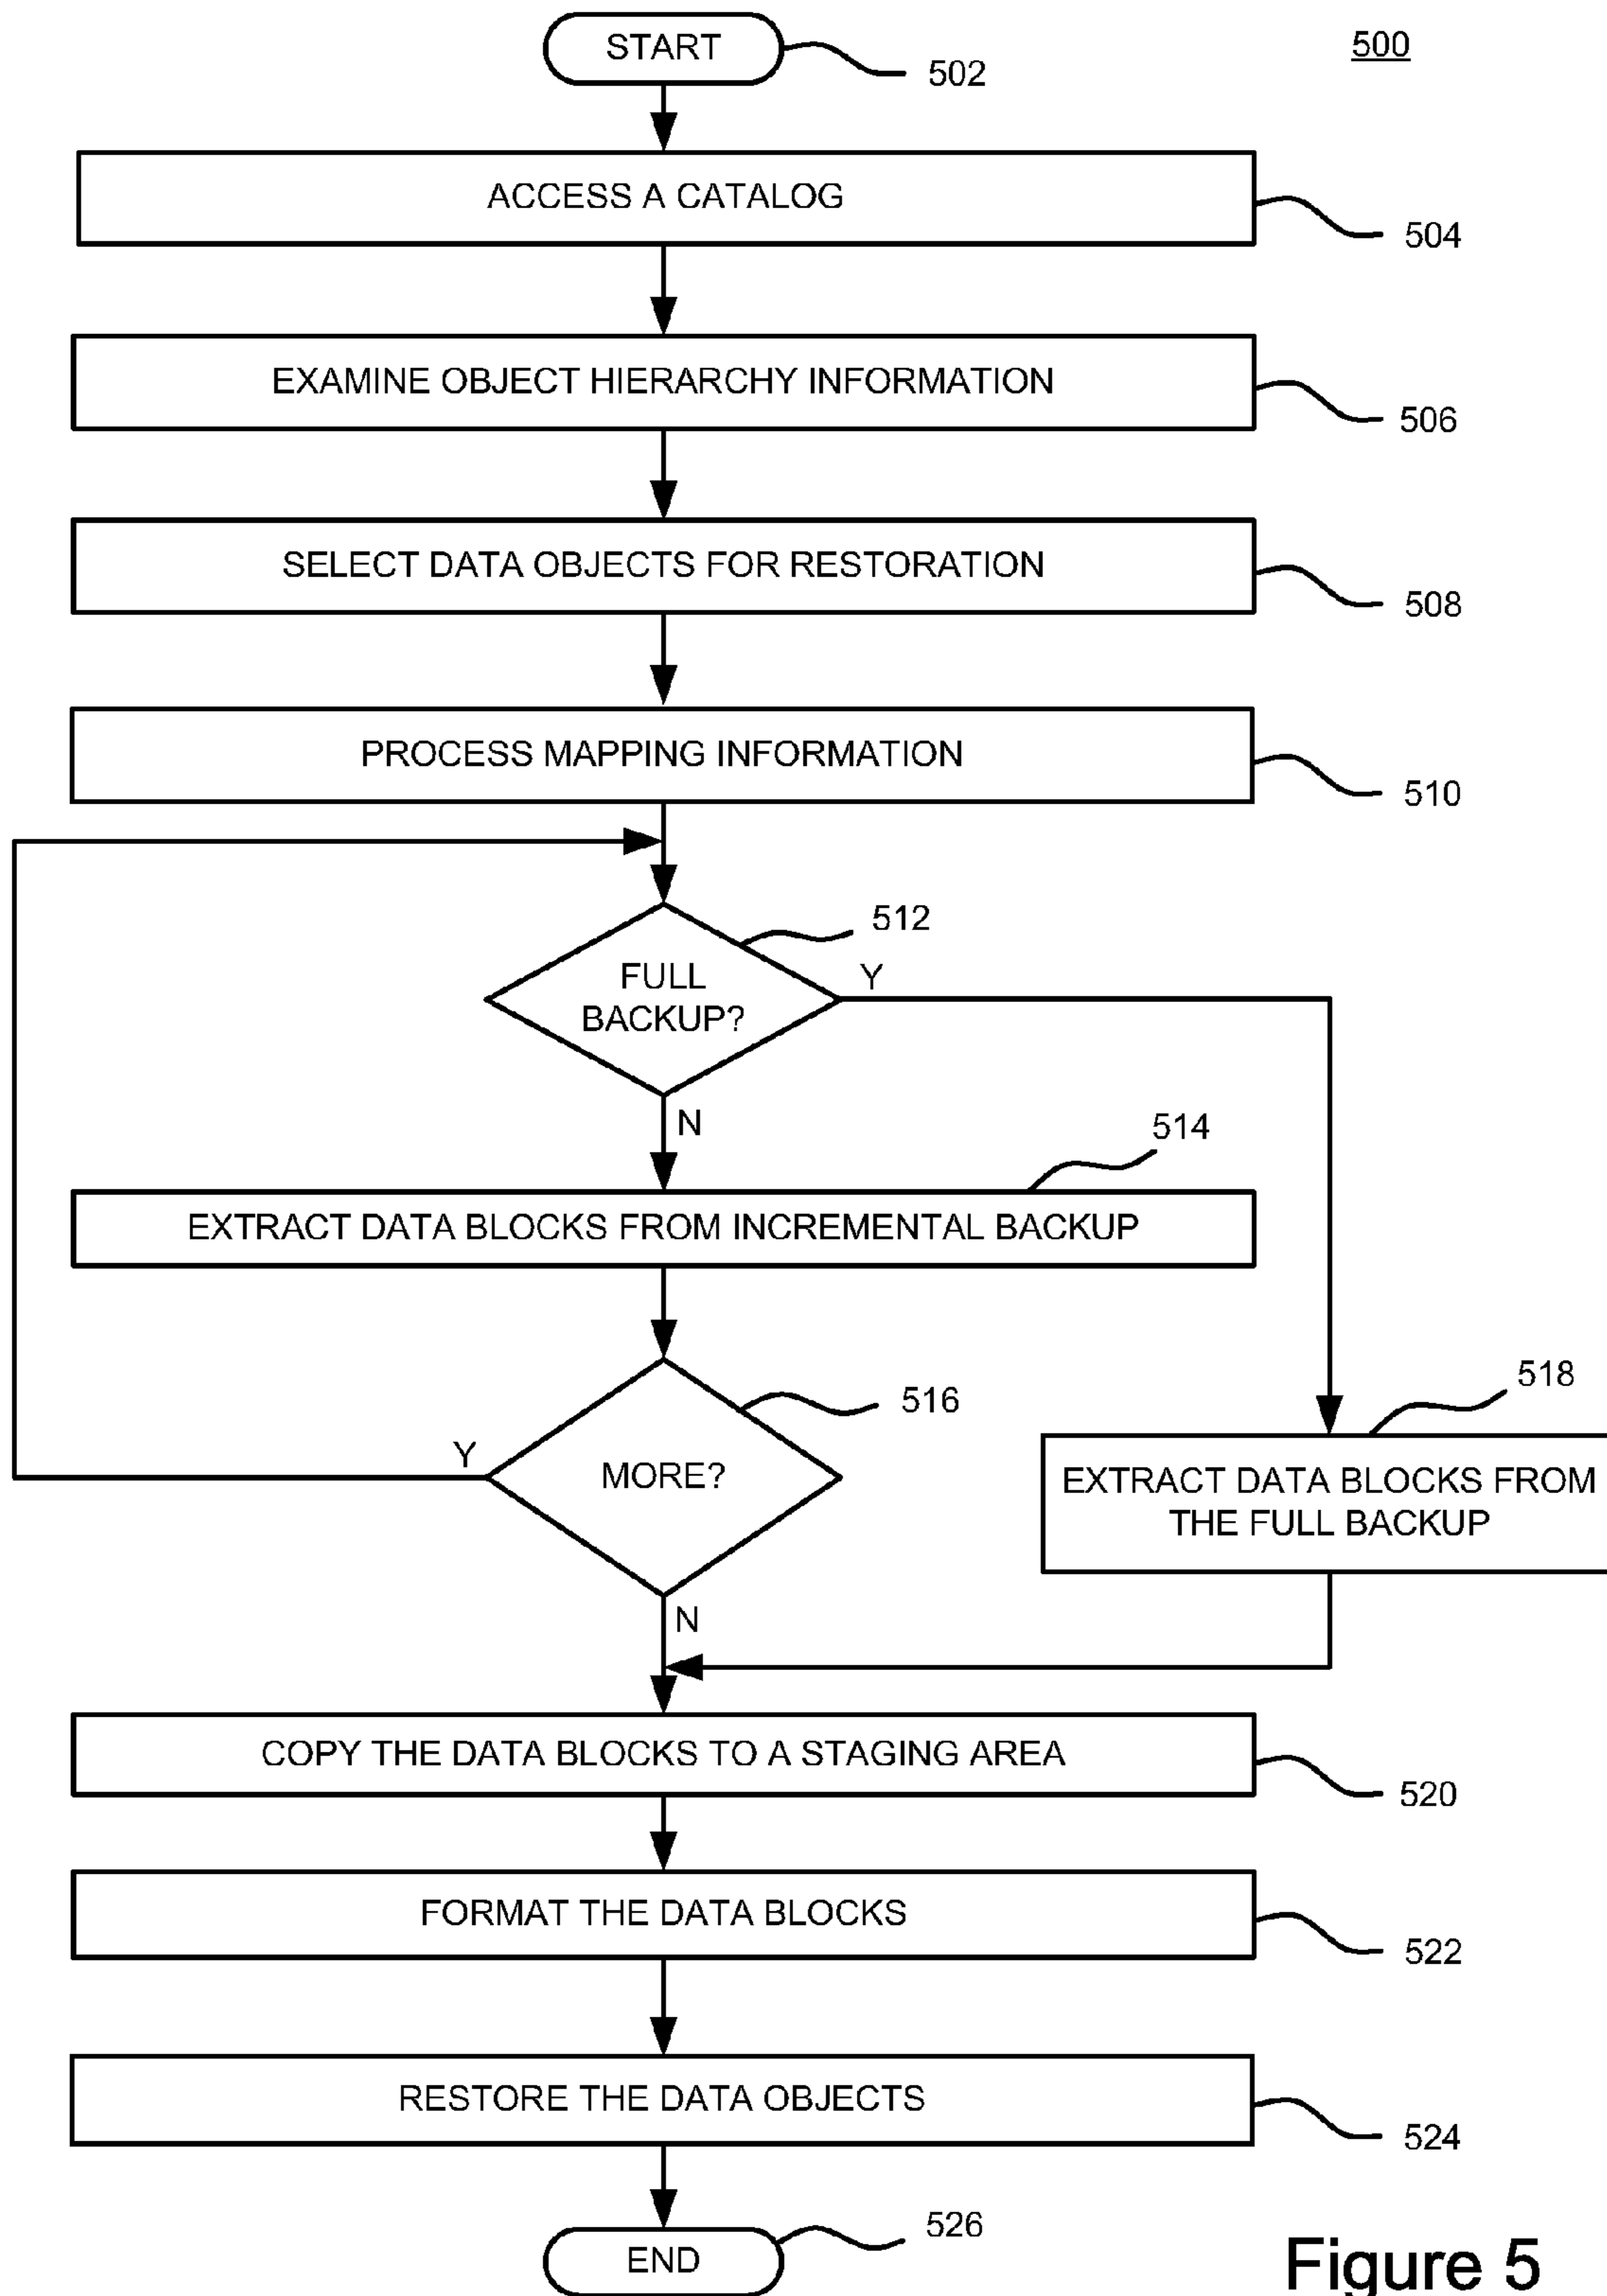 START
502
500
ACCESS A CATALOG
504
EXAMINE OBJECT HIERARCHY INFORMATION
506
SELECT DATA OBJECTS FOR RESTORATION
508
PROCESS MAPPING INFORMATION
510
512
FULL
BACKUP?
Y
N
514
EXTRACT DATA BLOCKS FROM INCREMENTAL BACKUP
516
518
Y
MORE?
EXTRACT DATA BLOCKS FROM
THE FULL BACKUP
N
COPY THE DATA BLOCKS TO A STAGING AREA
520
FORMAT THE DATA BLOCKS
522
RESTORE THE DATA OBJECTS
524
526
END
Figure 5